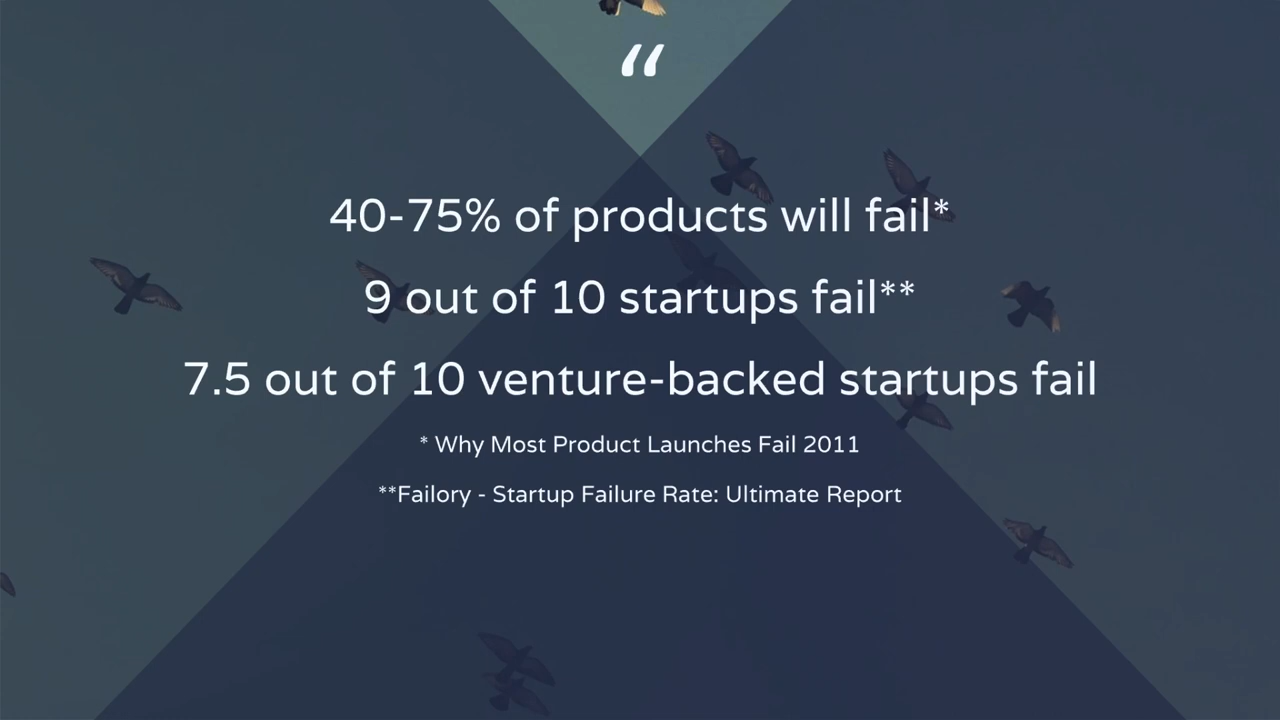 “
40-75% of products will fail*
9 out of 10 startups fail**
7.5 out of 10 venture-backed startups fail
* Why Most Product Launches Fail 2011
**Failory - Startup Failure Rate: Ultimate Report